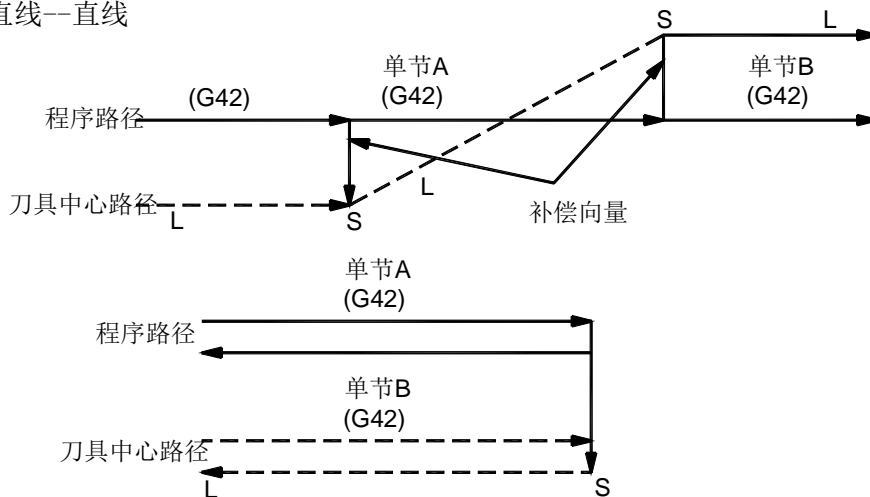 直线--直线
S
L
单节A
单节B
(G42)
(G42)
(G42)
程序路径
L
刀具中心路径
L
S
补偿向量
单节A
(G42)
程序路径
单节B
(G42)
刀具中心路径
L
S